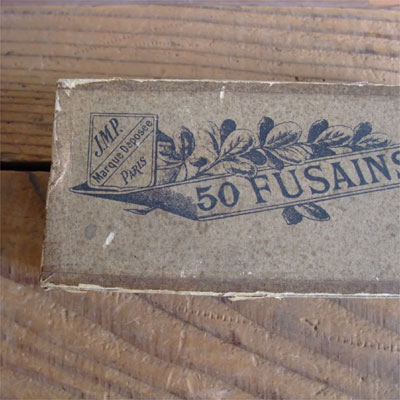 J.M.P.
Marque Déposée
PARIS
50 FUSAINS